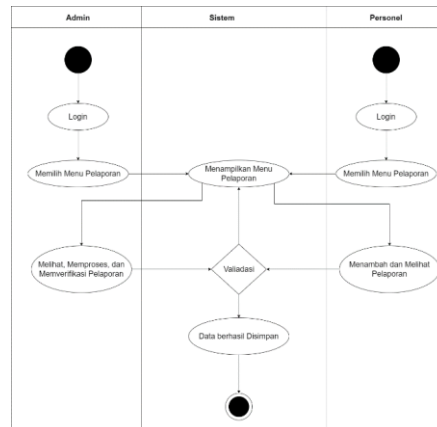 Admin
Sistem
Personel
Login
Login
Memilih Menu Pelaporan
Menampilkan Menu
Pelaporan
Memilih Menu Pelaporan
Melihat, Memproses, dan
Memverifikasi Pelaporan
Valiadasi
Menambah dan Melihat
Pelaporan
Data berhasil Disimpan